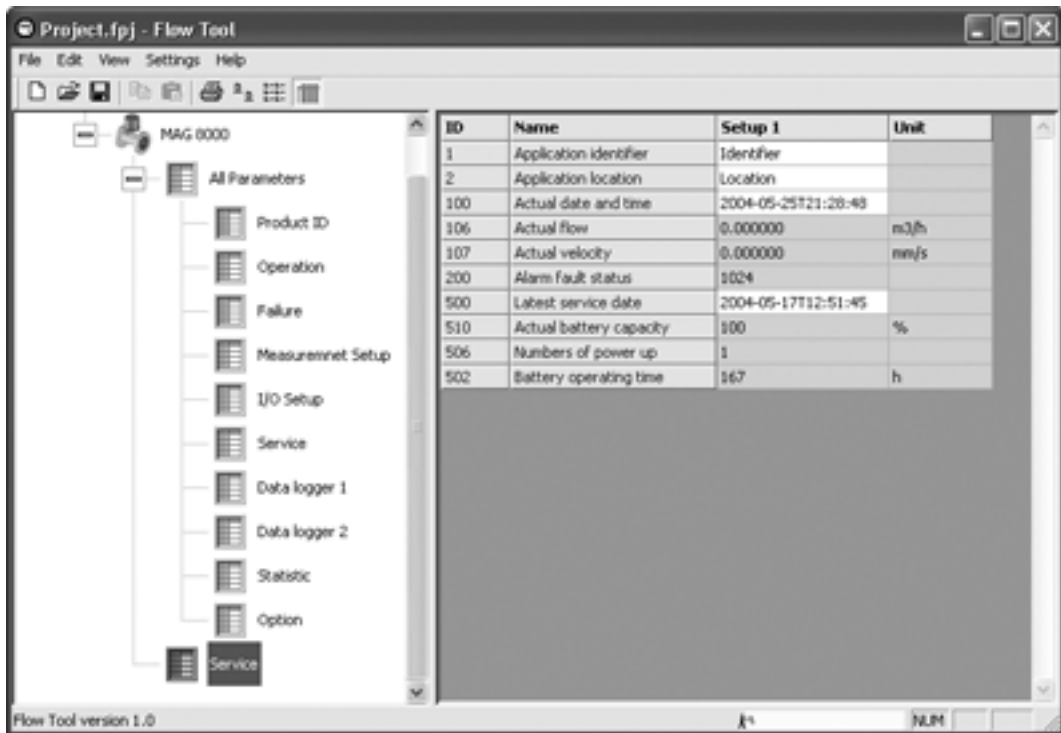 Project.fpj - Flow Tool
File Edit View Settings Help
MAG 8000
All Parameters
Product ID
Operation
Failure
Measuremnet Setup
I/O Setup
Service
Data logger 1
Data logger 2
Statistic
Option
Service
ID Name Setup 1 Unit
1 Application identifier Identifier
2 Application location Location
100 Actual date and time 2004-05-25T21:28:48
106 Actual flow 0.000000 m3/h
107 Actual velocity 0.000000 mm/s
200 Alarm fault status 1024
500 Latest service date 2004-05-17T12:51:45
510 Actual battery capacity 100 %
506 Numbers of power up 1
502 Battery operating time 167 h
Flow Tool version 1.0
NUM